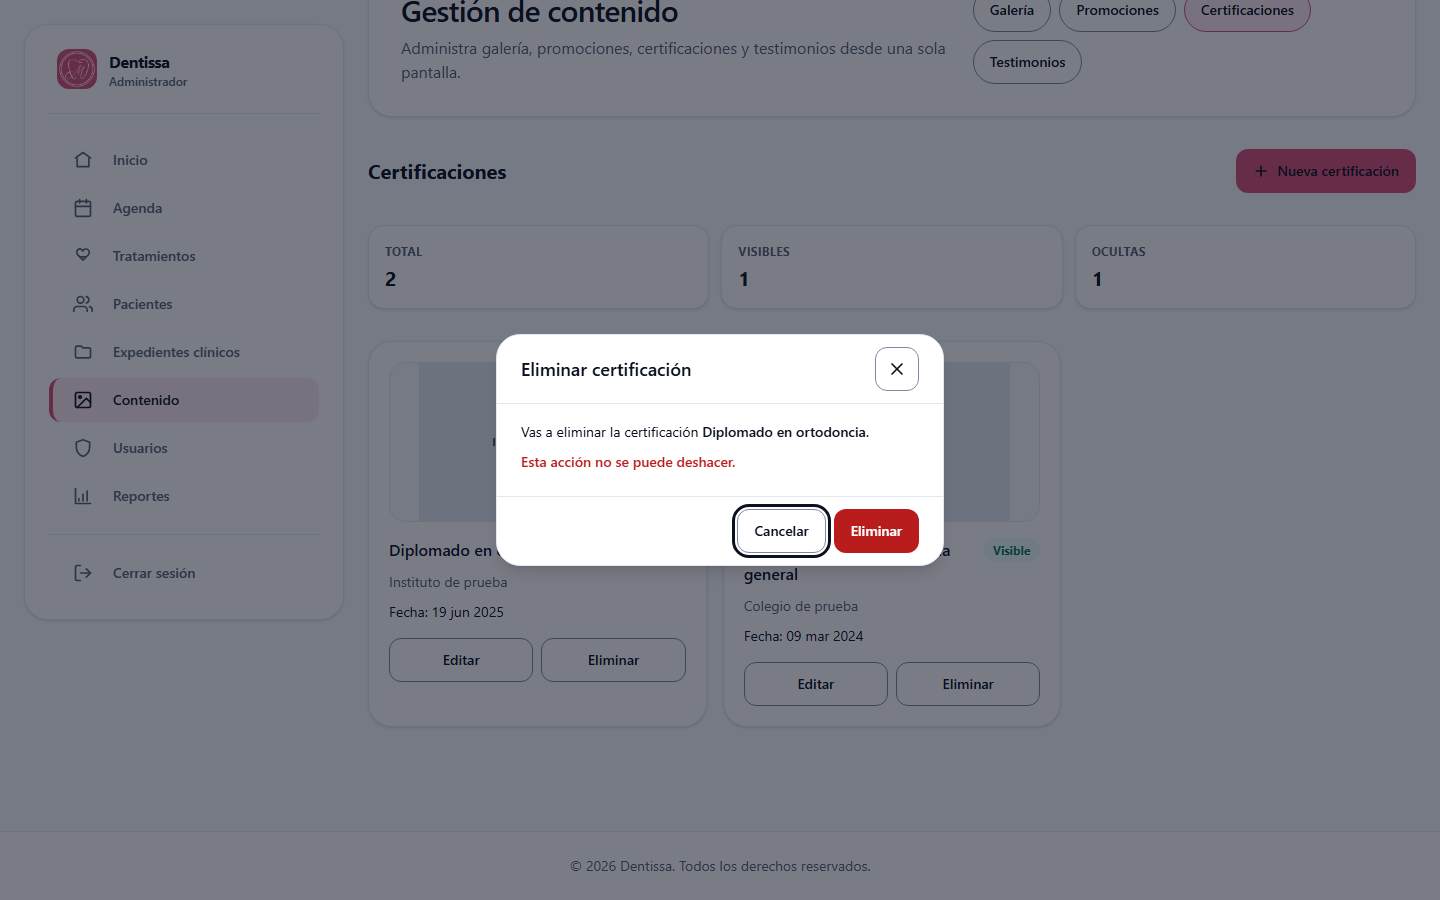 Dentissa
Administrador
Inicio
Agenda
Tratamientos
Pacientes
Expedientes clínicos
Contenido
Usuarios
Reportes
Cerrar sesión
Gestión de contenido
Administra galería, promociones, certificaciones y testimonios desde una sola
pantalla.
Galería
Promociones
Certificaciones
Testimonios
Certificaciones
+ Nueva certificación
TOTAL
2
VISIBLES
1
OCULTAS
1
Eliminar certificación
Vas a eliminar la certificación Diplomado en ortodoncia.
Esta acción no se puede deshacer.
Cancelar
Eliminar
Diplomado en
Instituto de prueba
Fecha: 19 jun 2025
Editar
Eliminar
general
Visible
Colegio de prueba
Fecha: 09 mar 2024
Editar
Eliminar
© 2026 Dentissa. Todos los derechos reservados.